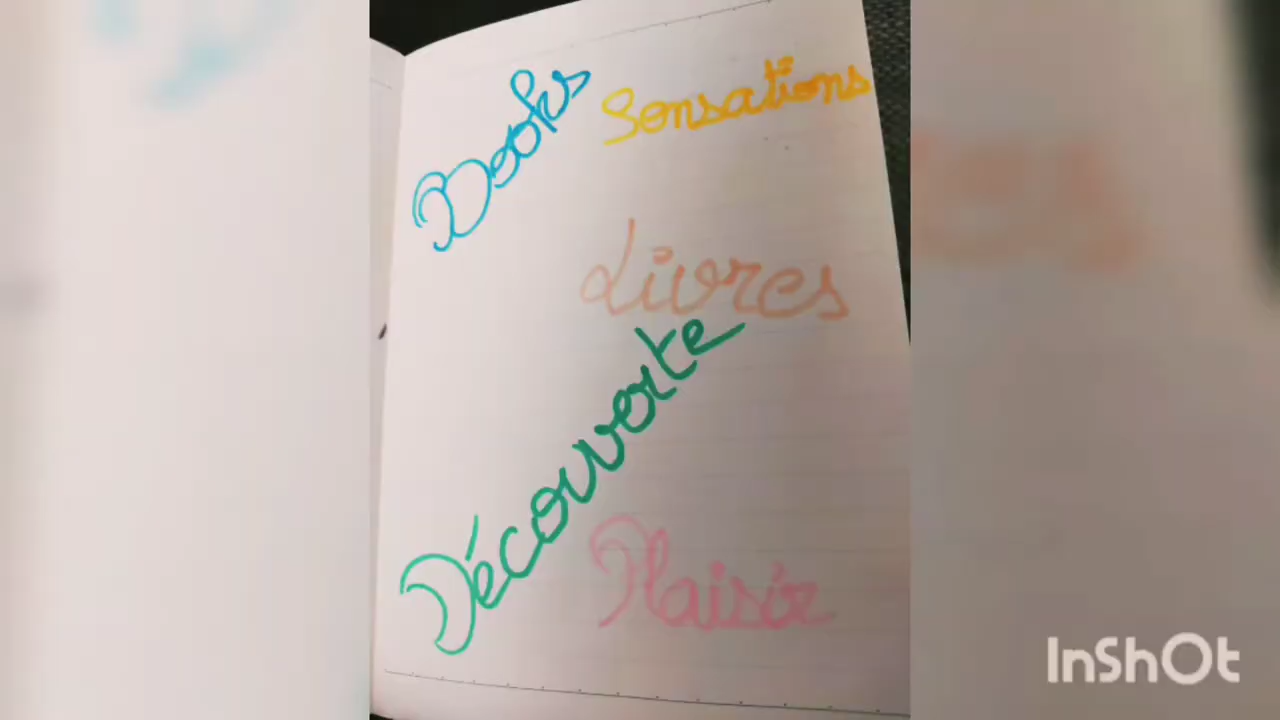 Books
Sensations
Livres
Découverte
Plaisir
InShOt